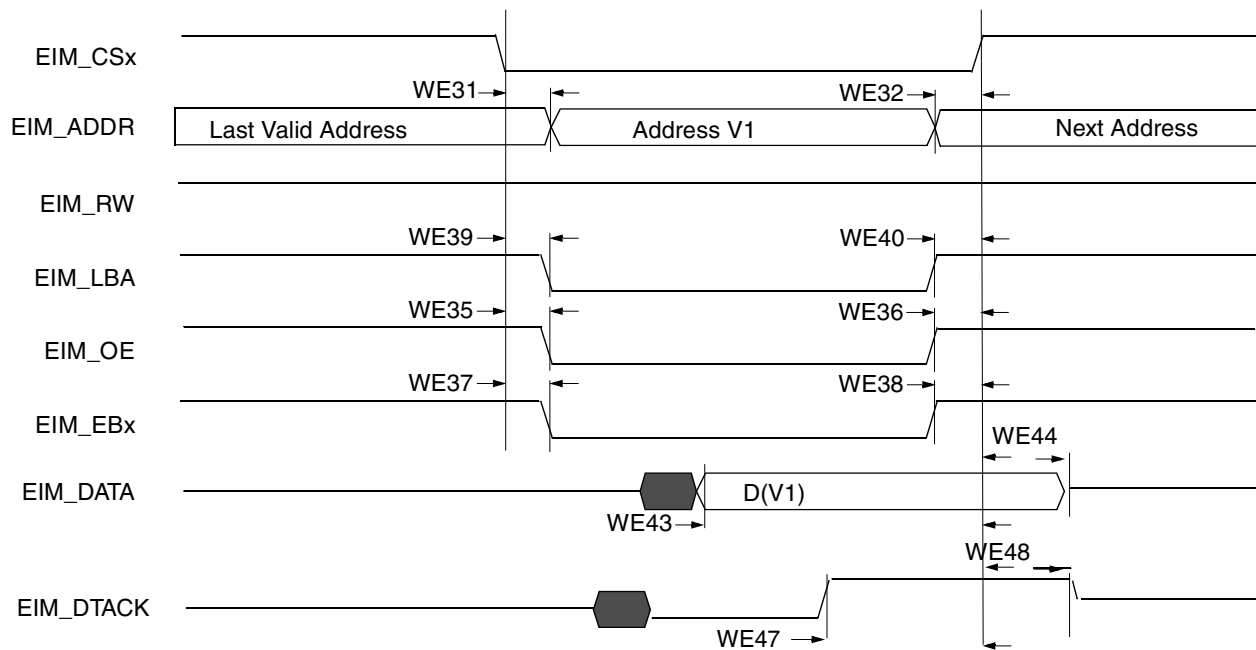 EIM_CSx
WE31
WE32
EIM_ADDR
Last Valid Address
Address V1
Next Address
EIM_RW
WE39
WE40
EIM_LBA
WE35
WE36
EIM_OE
WE37
WE38
EIM_EBx
WE44
EIM_DATA
D(V1)
WE43
WE48
EIM_DTACK
WE47